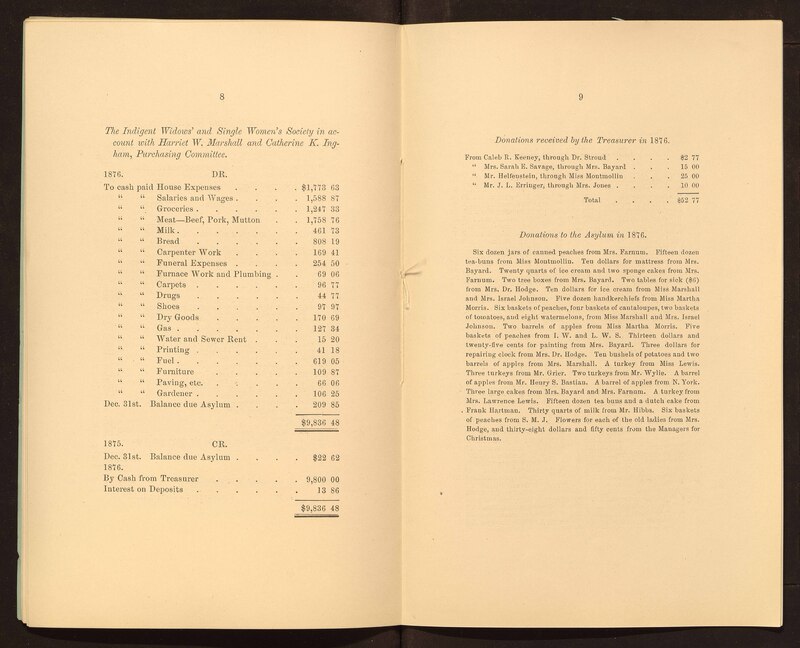 8
The Indigent Widows' and Single Women's Society in ac-
count with Harriet W. Marshall and Catherine K. Ing-
ham, Purchasing Committee.
1876. DR.
To cash paid House Expenses . . . . $1,773 63
“ “ Salaries and Wages . . . . 1,588 87
“ “ Groceries . . . . . 1,247 33
“ “ Meat—Beef, Pork, Mutton . . 1,758 76
“ “ Milk . . . . . . 461 73
“ “ Bread . . . . . 808 19
“ “ Carpenter Work . . . . 169 41
“ “ Funeral Expenses . . . . 254 50
“ “ Furnace Work and Plumbing . . 69 06
“ “ Carpets . . . . . 96 77
“ “ Drugs . . . . . 44 77
“ “ Shoes . . . . . 97 97
“ “ Dry Goods . . . . 170 69
“ “ Gas . . . . . . 127 34
“ “ Water and Sewer Rent . . . 15 20
“ “ Printing . . . . . 41 18
“ “ Fuel . . . . . . 619 05
“ “ Furniture . . . . 109 87
“ “ Paving, etc. . . . . 66 06
“ “ Gardener . . . . . 106 25
Dec. 31st. Balance due Asylum . . . . 209 85
$9,836 48
1875. CR.
Dec. 31st. Balance due Asylum . . . . $22 62
1876.
By Cash from Treasurer . . . . . 9,800 00
Interest on Deposits . . . . . . 13 86
$9,836 48
9
Donations received by the Treasurer in 1876.
From Caleb R. Keeney, through Dr. Stroud . . . . $2 77
“ Mrs. Sarah E. Savage, through Mrs. Bayard . . . 15 00
“ Mr. Helfenstein, through Miss Montmollin . . . 25 00
“ Mr. J. L. Erringer, through Mrs. Jones . . . . 10 00
Total . . . . $52 77
Donations to the Asylum in 1876.
Six dozen jars of canned peaches from Mrs. Farnum. Fifteen dozen
tea-buns from Miss Montmollin. Ten dollars for mattress from Mrs.
Bayard. Twenty quarts of ice cream and two sponge cakes from Mrs.
Farnum. Two tree boxes from Mrs. Bayard. Two tables for sick ($6)
from Mrs. Dr. Hodge. Ten dollars for ice cream from Miss Marshall
and Mrs. Israel Johnson. Five dozen handkerchiefs from Miss Martha
Morris. Six baskets of peaches, four baskets of cantaloupes, two baskets
of tomatoes, and eight watermelons, from Miss Marshall and Mrs. Israel
Johnson. Two barrels of apples from Miss Martha Morris. Five
baskets of peaches from I. W. and L. W. S. Thirteen dollars and
twenty-five cents for painting from Mrs. Bayard. Three dollars for
repairing clock from Mrs. Dr. Hodge. Ten bushels of potatoes and two
barrels of apples from Mrs. Marshall. A turkey from Miss Lewis.
Three turkeys from Mr. Grier. Two turkeys from Mr. Wylie. A barrel
of apples from Mr. Henry S. Bastian. A barrel of apples from N. York.
Three large cakes from Mrs. Bayard and Mrs. Farnum. A turkey from
Mrs. Lawrence Lewis. Fifteen dozen tea buns and a dutch cake from
Frank Hartman. Thirty quarts of milk from Mr. Hibbs. Six baskets
of peaches from S. M. J. Flowers for each of the old ladies from Mrs.
Hodge, and thirty-eight dollars and fifty cents from the Managers for
Christmas.